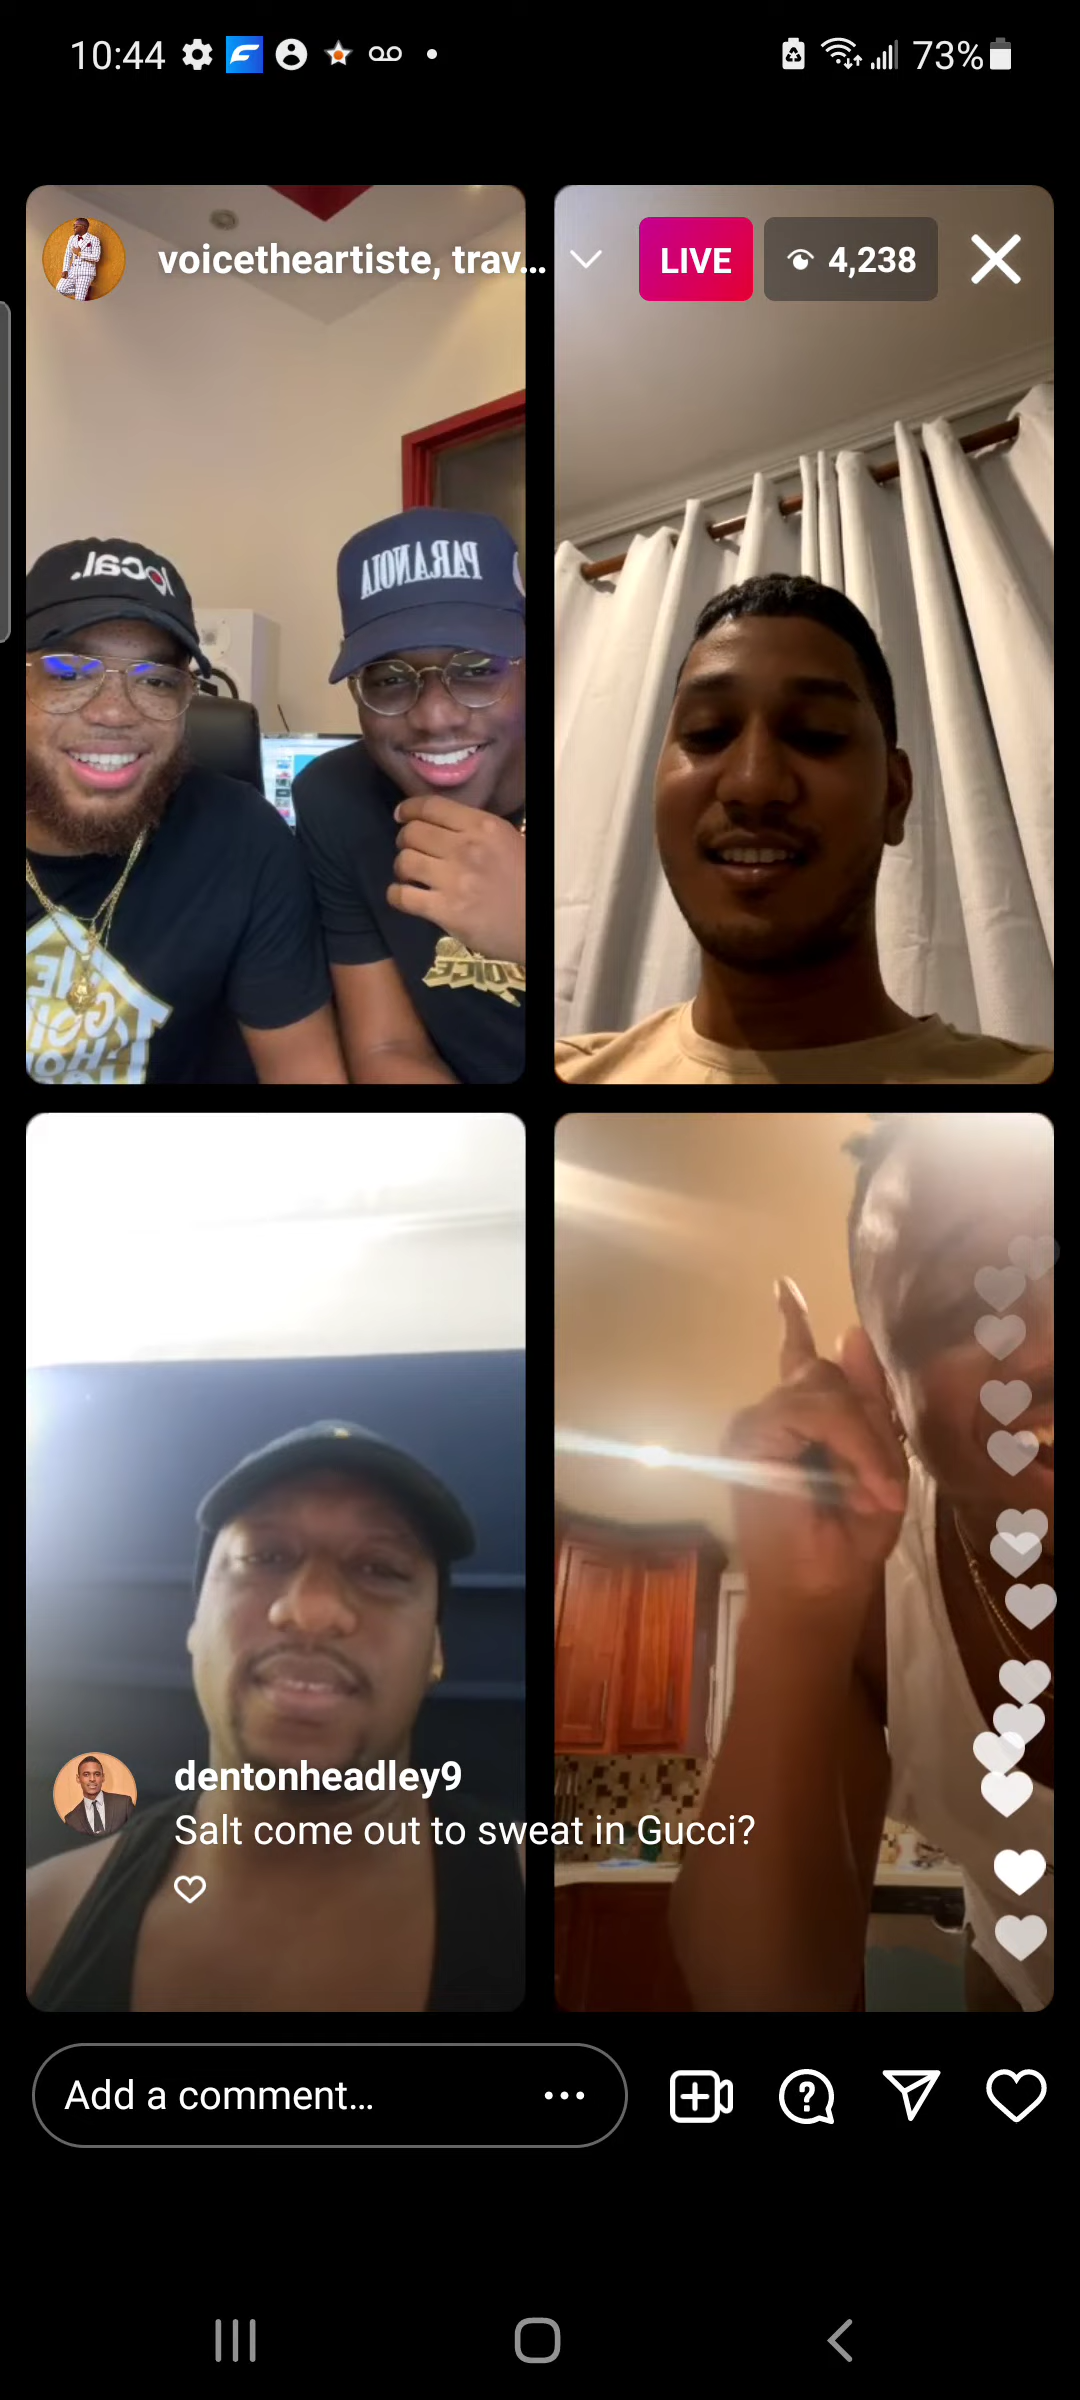 10:44
73%
voicetheartiste, trav...
LIVE
4,238
local.
PARANOIA
VOICE
dentonheadley9
Salt come out to sweat in Gucci?
Add a comment...